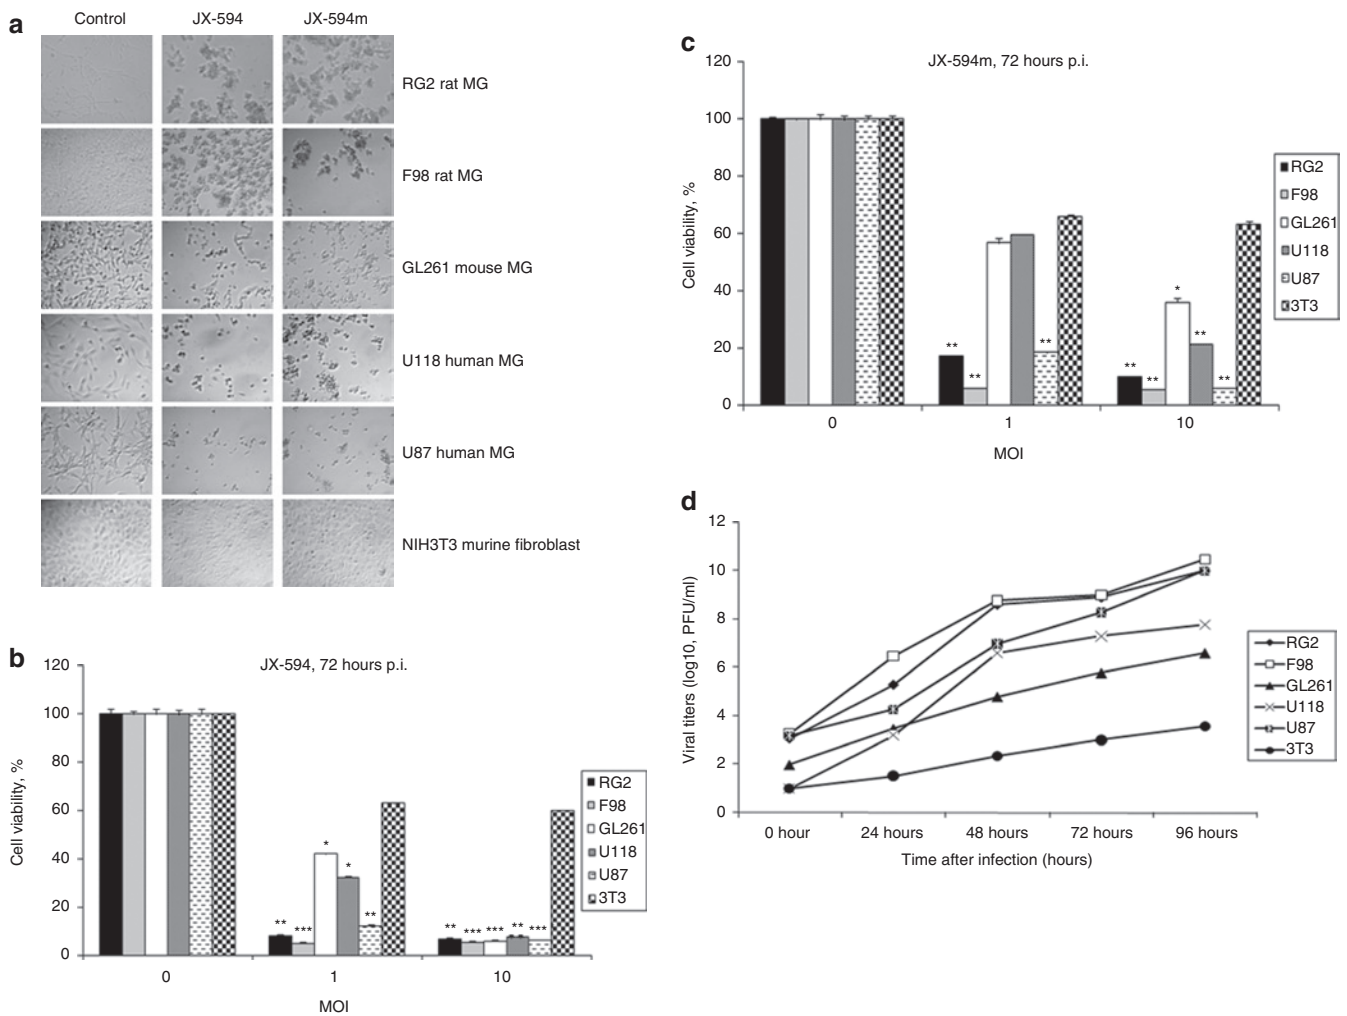 a
Control JX-594 JX-594m
RG2 rat MG
F98 rat MG
GL261 mouse MG
U118 human MG
U87 human MG
NIH3T3 murine fibroblast
b
JX-594, 72 hours p.i.
Cell viability, %
120
100
80
60
40
20
0
** *** * * **
** *** *** ** ***
0 1 10
MOI
RG2
F98
GL261
U118
U87
3T3
c
JX-594m, 72 hours p.i.
Cell viability, %
120
100
80
60
40
20
0
** ** **
** ** * ** **
0 1 10
MOI
RG2
F98
GL261
U118
U87
3T3
d
Viral titers (log10, PFU/ml)
12
10
8
6
4
2
0
0 hour 24 hours 48 hours 72 hours 96 hours
Time after infection (hours)
RG2
F98
GL261
U118
U87
3T3